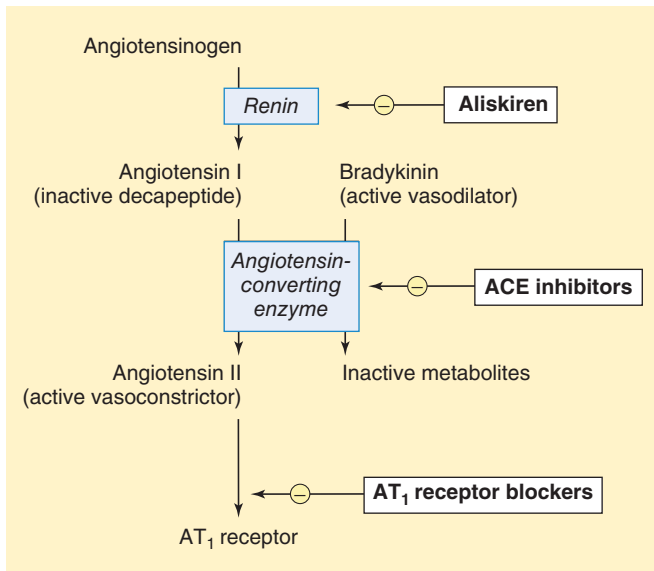 Angiotensinogen
Renin
Aliskiren
Angiotensin I
(inactive decapeptide)
Bradykinin
(active vasodilator)
Angiotensin-
converting
enzyme
ACE inhibitors
Angiotensin II
(active vasoconstrictor)
Inactive metabolites
AT₁ receptor blockers
AT₁ receptor